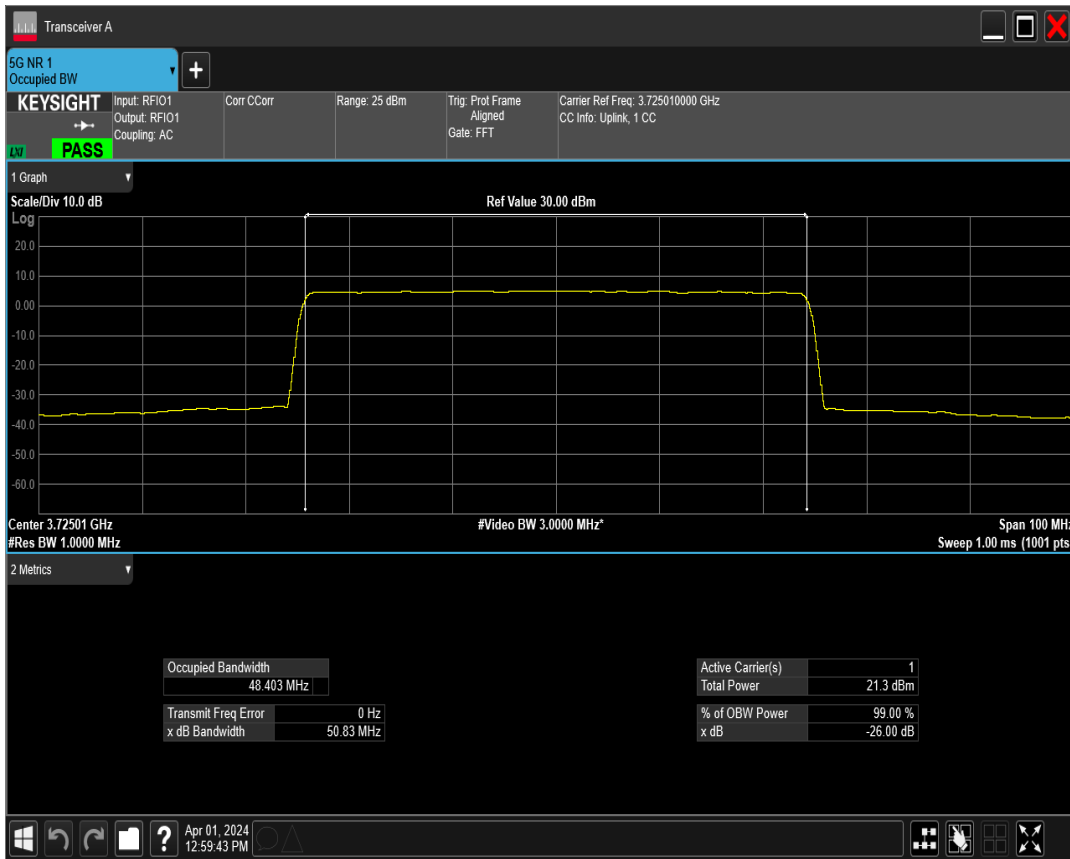 Transceiver A
5G NR 1
Occupied BW
KEYSIGHT
LXI
PASS
Input: RFIO1
Output: RFIO1
Coupling: AC
Corr CCorr
Range: 25 dBm
Trig: Prot Frame
Aligned
Gate: FFT
Carrier Ref Freq: 3.725010000 GHz
CC Info: Uplink, 1 CC
1 Graph
Scale/Div 10.0 dB
Ref Value 30.00 dBm
Log
20.0
10.0
0.00
-10.0
-20.0
-30.0
-40.0
-50.0
-60.0
Center 3.72501 GHz
#Video BW 3.0000 MHz*
Span 100 MHz
#Res BW 1.0000 MHz
Sweep 1.00 ms (1001 pts
2 Metrics
Occupied Bandwidth
48.403 MHz
Transmit Freq Error 0 Hz
x dB Bandwidth 50.83 MHz
Active Carrier(s) 1
Total Power 21.3 dBm
% of OBW Power 99.00 %
x dB -26.00 dB
?
Apr 01, 2024
12:59:43 PM